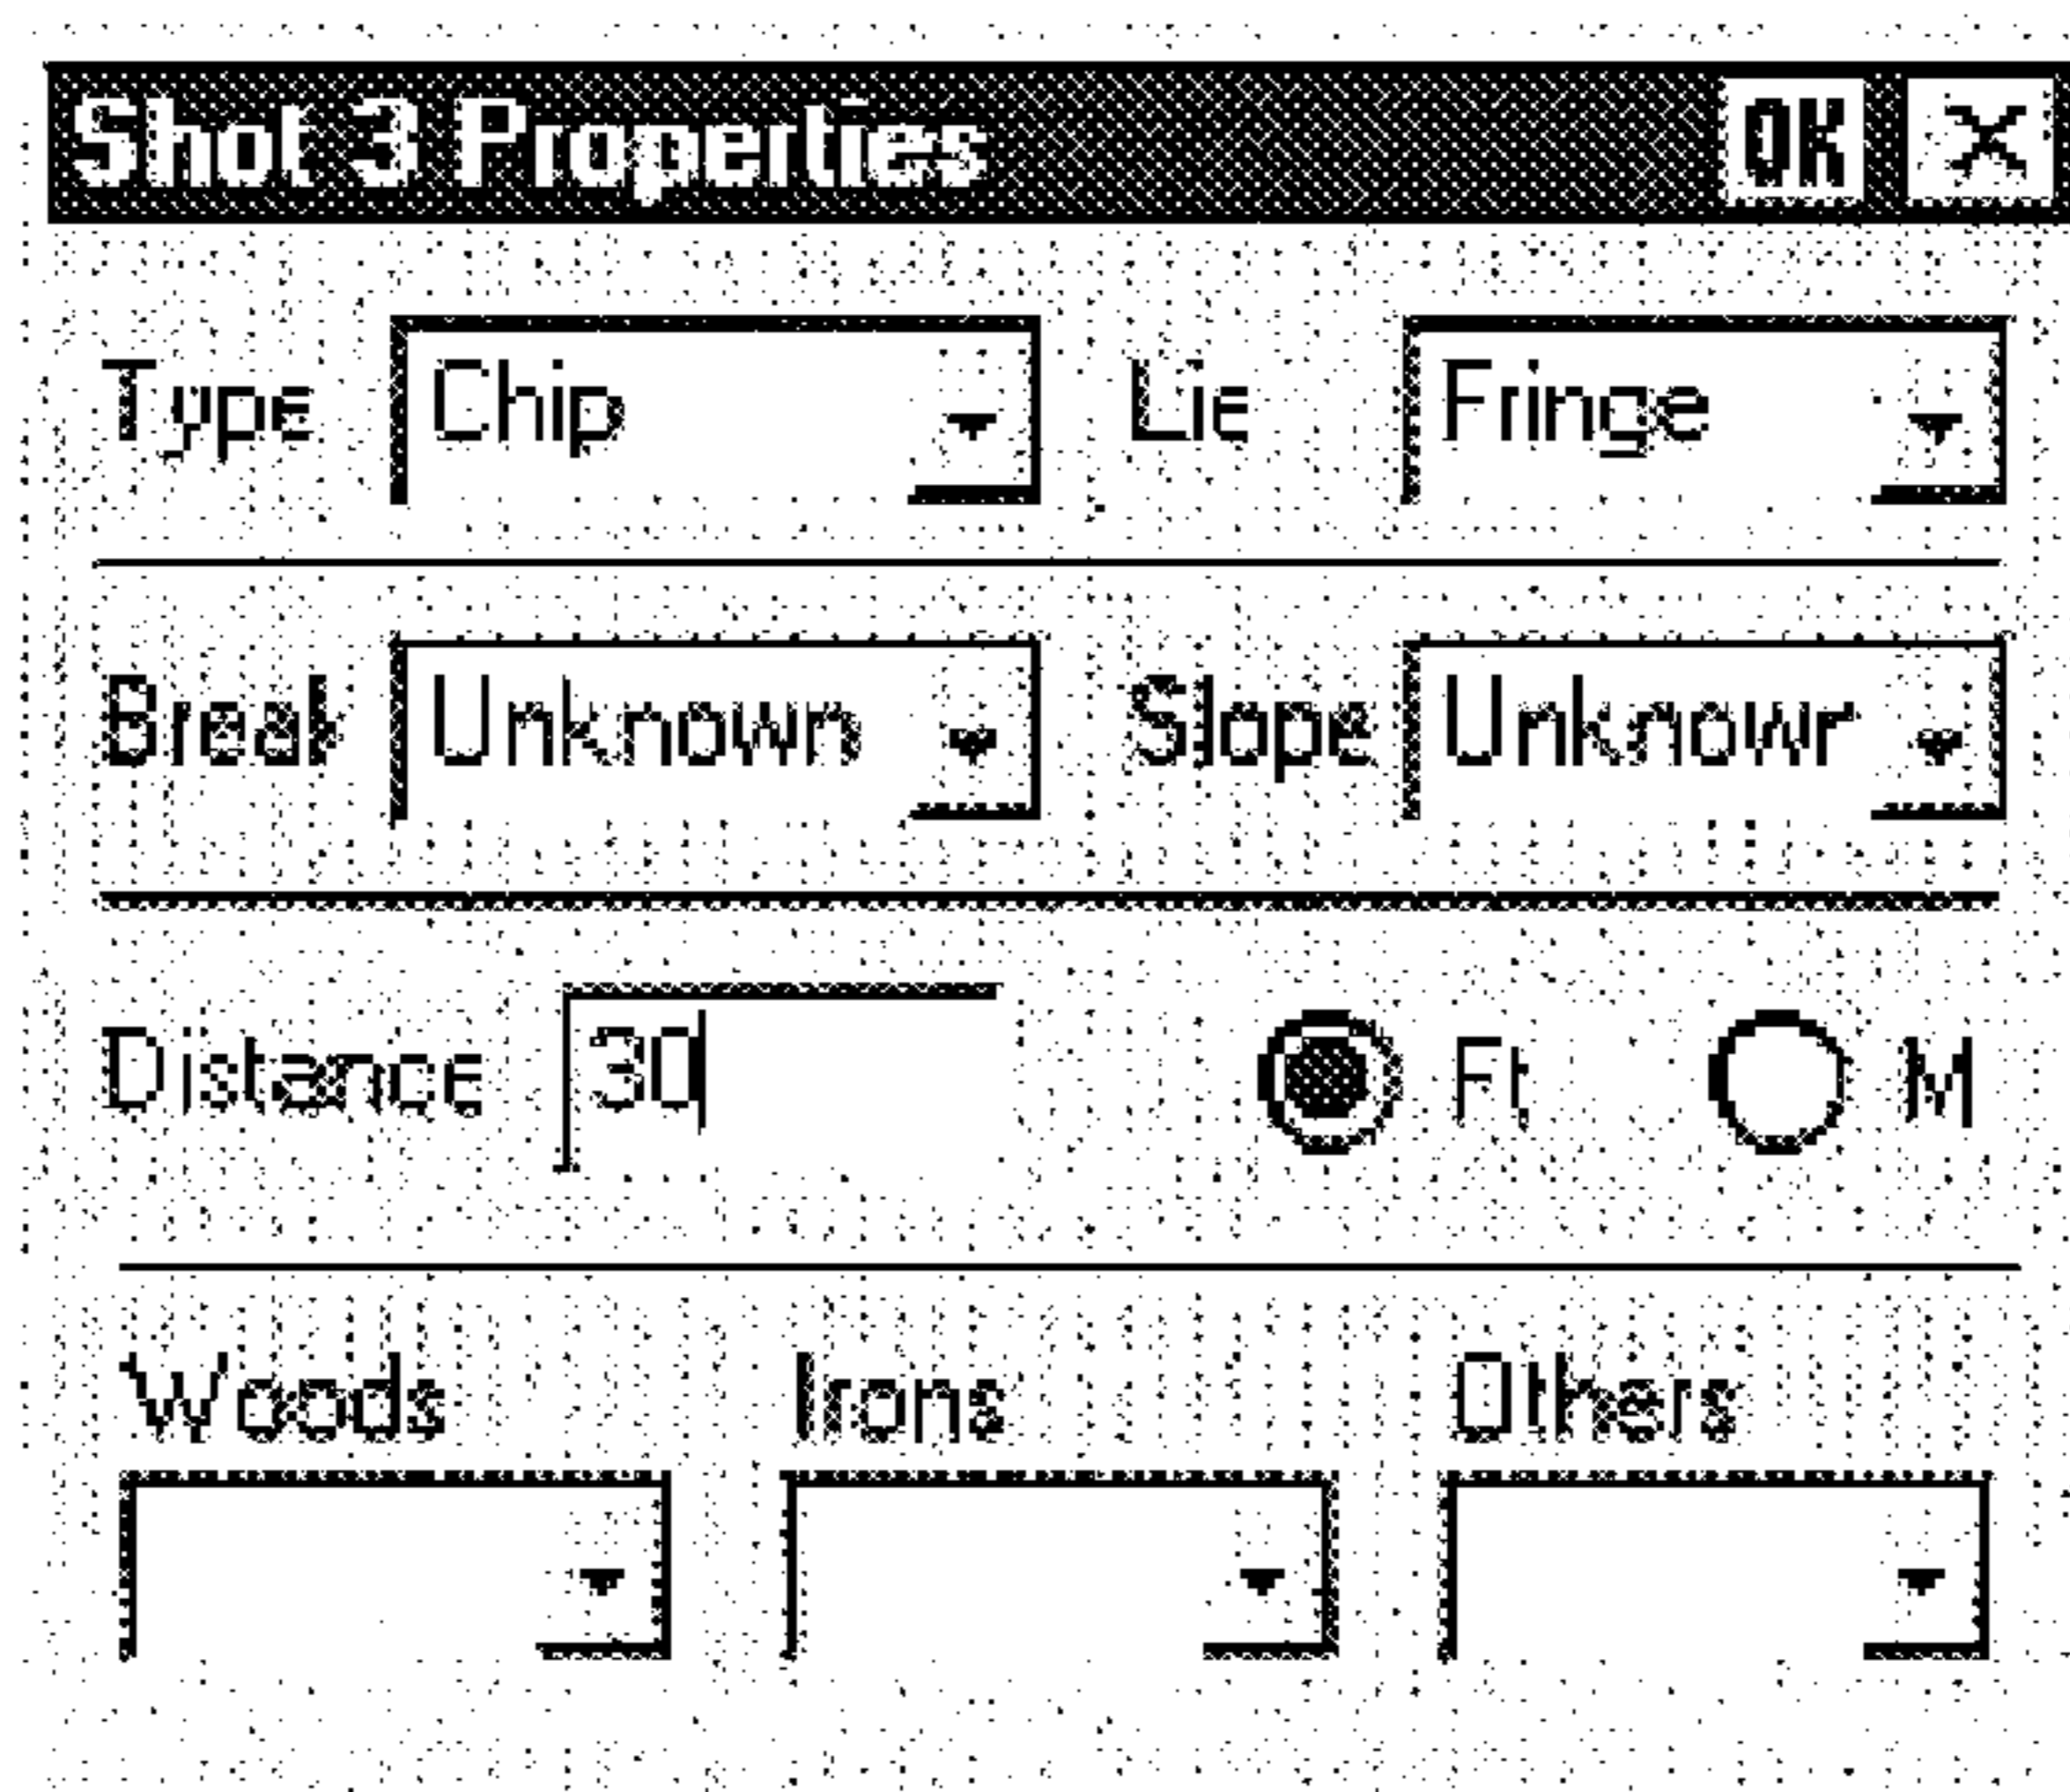 Shot 3 Properties OK X
Type Chip Lie Fringe
Break Unknown Slope Unknowr
Distance 30 Ft M
Woods Irons Others